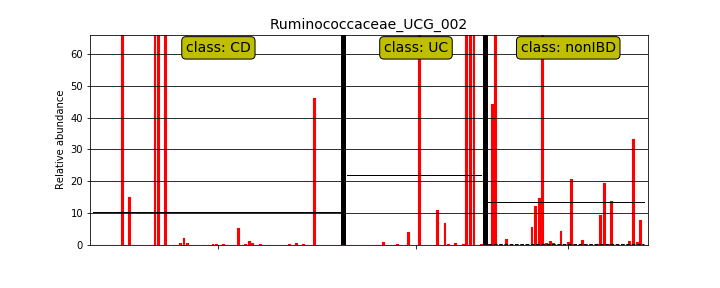 Ruminococcaceae_UCG_002
class: CD
class: UC
class: nonIBD
Relative abundance
60
50
40
30
20
10
0